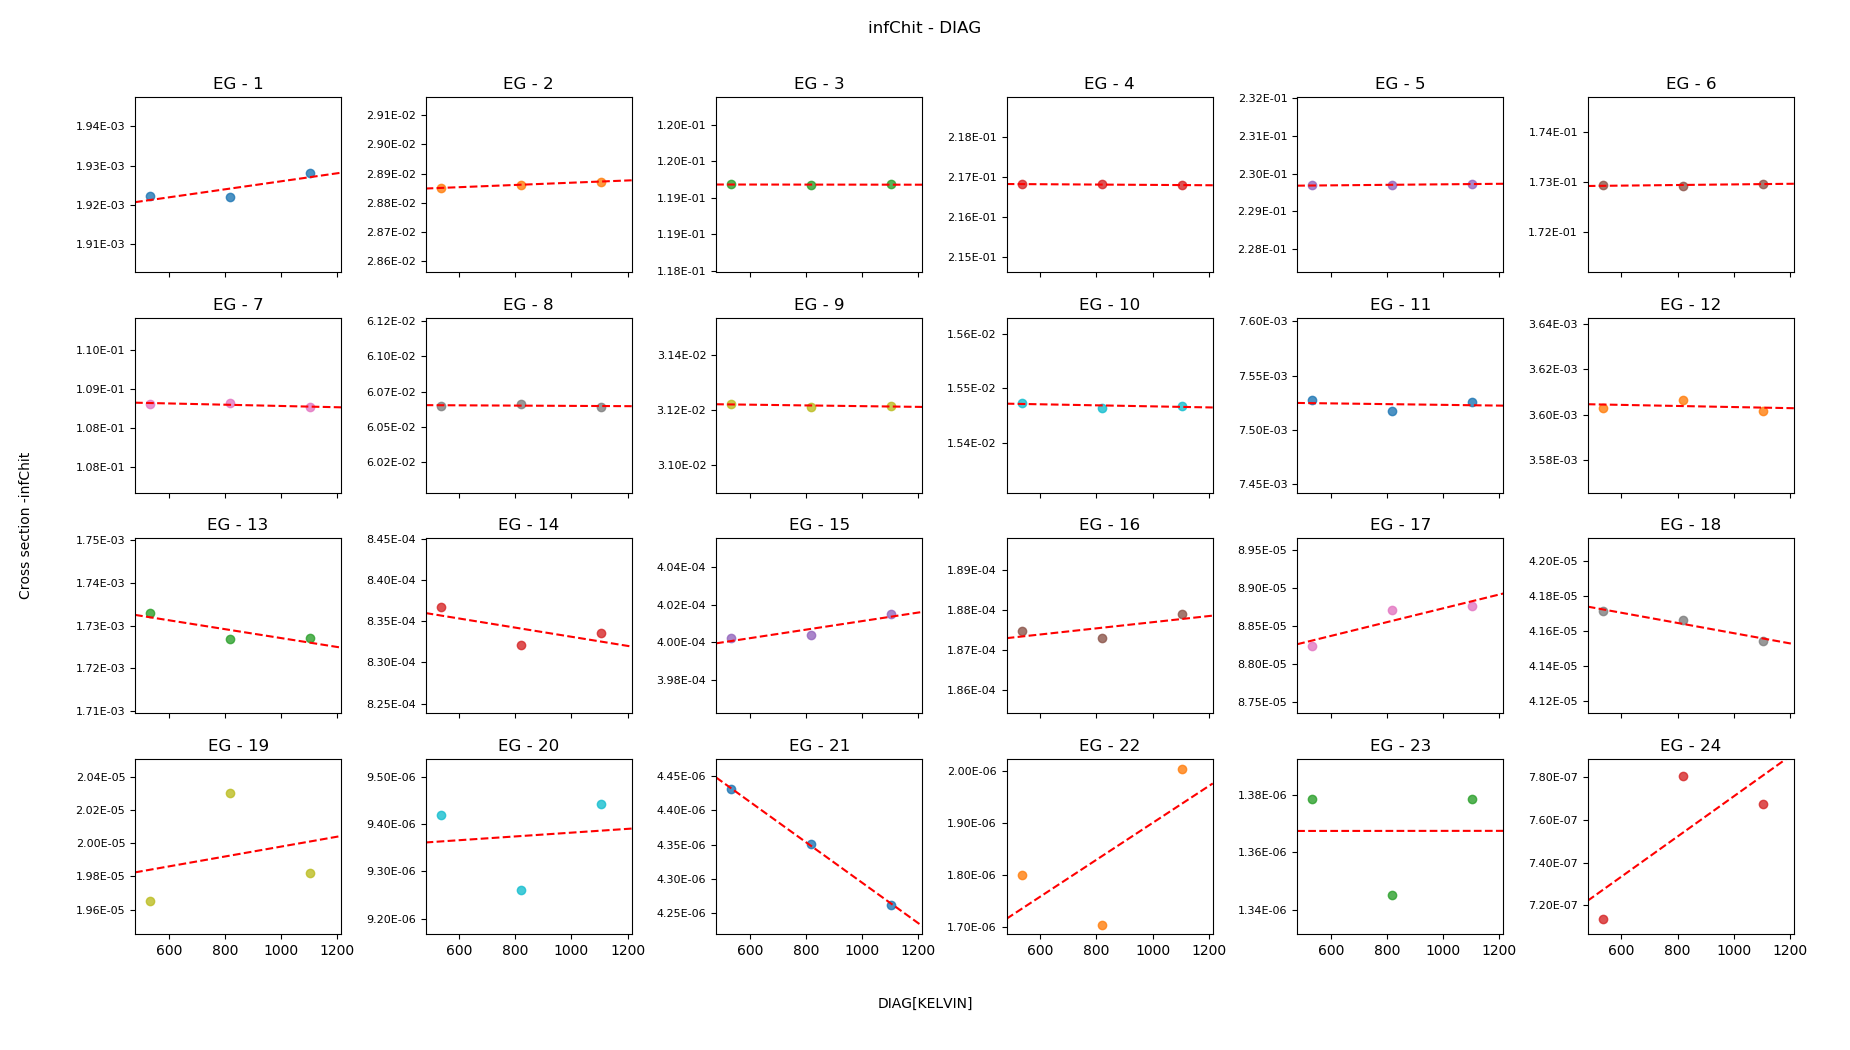 infChit - DIAG
EG - 1
EG - 2
EG - 3
EG - 4
EG - 5
EG - 6
1.94E-03
1.93E-03
1.92E-03
1.91E-03
2.91E-02
2.90E-02
2.89E-02
2.88E-02
2.87E-02
2.86E-02
1.20E-01
1.20E-01
1.19E-01
1.19E-01
1.18E-01
2.18E-01
2.17E-01
2.16E-01
2.15E-01
2.32E-01
2.31E-01
2.30E-01
2.29E-01
2.28E-01
1.74E-01
1.73E-01
1.72E-01
EG - 7
EG - 8
EG - 9
EG - 10
EG - 11
EG - 12
1.10E-01
1.09E-01
1.08E-01
1.08E-01
6.12E-02
6.10E-02
6.07E-02
6.05E-02
6.02E-02
3.14E-02
3.12E-02
3.10E-02
1.56E-02
1.55E-02
1.54E-02
7.60E-03
7.55E-03
7.50E-03
7.45E-03
3.64E-03
3.62E-03
3.60E-03
3.58E-03
Cross section -infChit
EG - 13
EG - 14
EG - 15
EG - 16
EG - 17
EG - 18
1.75E-03
1.74E-03
1.73E-03
1.72E-03
1.71E-03
8.45E-04
8.40E-04
8.35E-04
8.30E-04
8.25E-04
4.04E-04
4.02E-04
4.00E-04
3.98E-04
1.89E-04
1.88E-04
1.87E-04
1.86E-04
8.95E-05
8.90E-05
8.85E-05
8.80E-05
8.75E-05
4.20E-05
4.18E-05
4.16E-05
4.14E-05
4.12E-05
EG - 19
EG - 20
EG - 21
EG - 22
EG - 23
EG - 24
2.04E-05
2.02E-05
2.00E-05
1.98E-05
1.96E-05
9.50E-06
9.40E-06
9.30E-06
9.20E-06
4.45E-06
4.40E-06
4.35E-06
4.30E-06
4.25E-06
2.00E-06
1.90E-06
1.80E-06
1.70E-06
1.38E-06
1.36E-06
1.34E-06
7.80E-07
7.60E-07
7.40E-07
7.20E-07
600 800 1000 1200
600 800 1000 1200
600 800 1000 1200
600 800 1000 1200
600 800 1000 1200
600 800 1000 1200
DIAG[KELVIN]